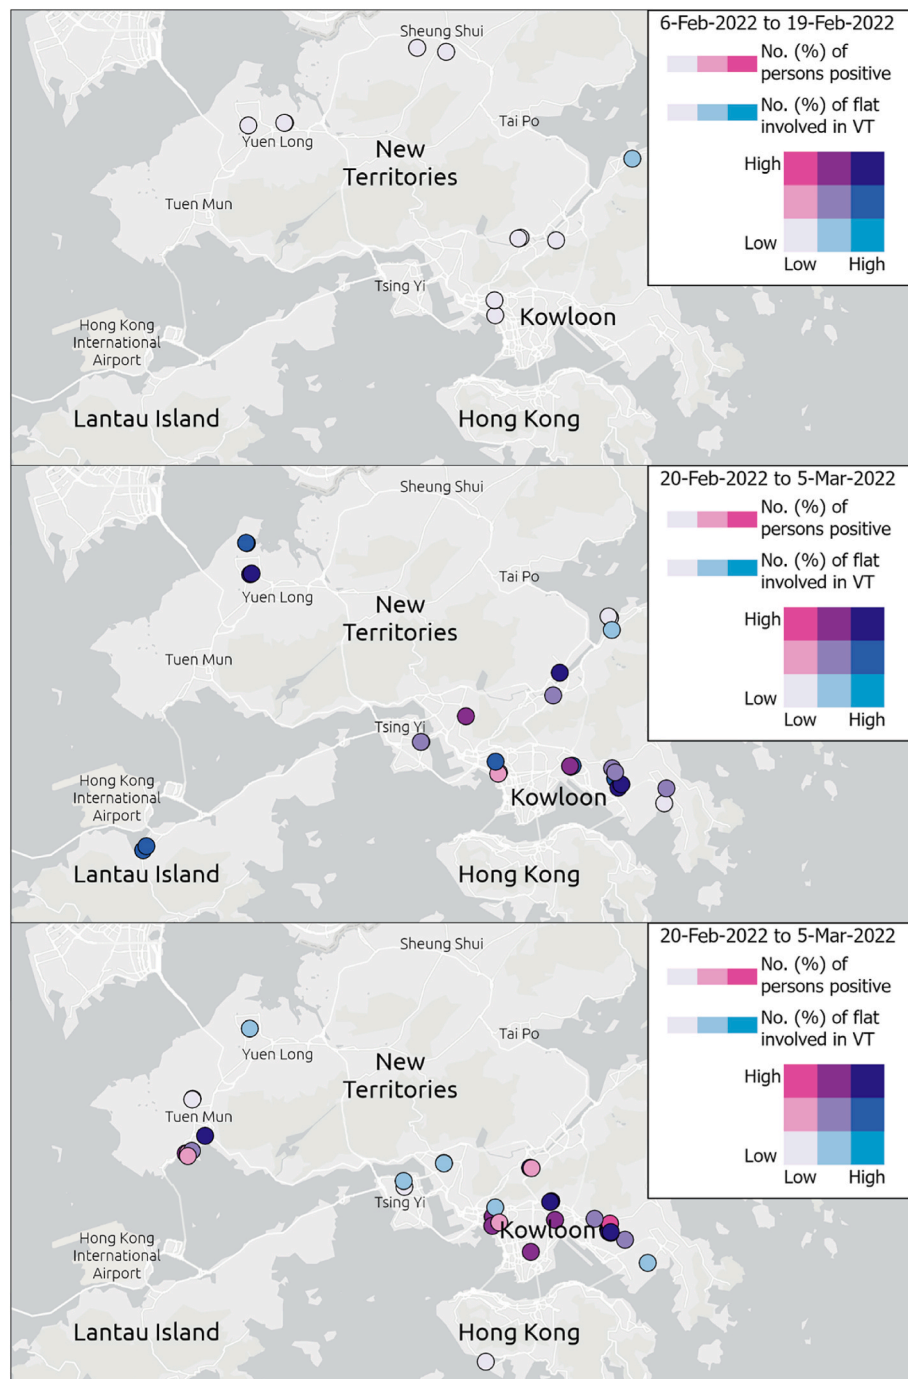 6-Feb-2022 to 19-Feb-2022
No. (%) of
persons positive
No. (%) of flat
involved in VT
High
Low
Low
High
Sheung Shui
Tai Po
Yuen Long
New
Territories
Tuen Mun
Tsing Yi
Kowloon
Hong Kong
International
Airport
Lantau Island
Hong Kong
20-Feb-2022 to 5-Mar-2022
No. (%) of
persons positive
No. (%) of flat
involved in VT
High
Low
Low
High
Sheung Shui
Tai Po
Yuen Long
New
Territories
Tuen Mun
Tsing Yi
Hong Kong
International
Airport
Kowloon
Lantau Island
Hong Kong
20-Feb-2022 to 5-Mar-2022
No. (%) of
persons positive
No. (%) of flat
involved in VT
High
Low
Low
High
Sheung Shui
Tai Po
Yuen Long
New
Territories
Tuen Mun
Tsing Yi
Kowloon
Hong Kong
International
Airport
Lantau Island
Hong Kong